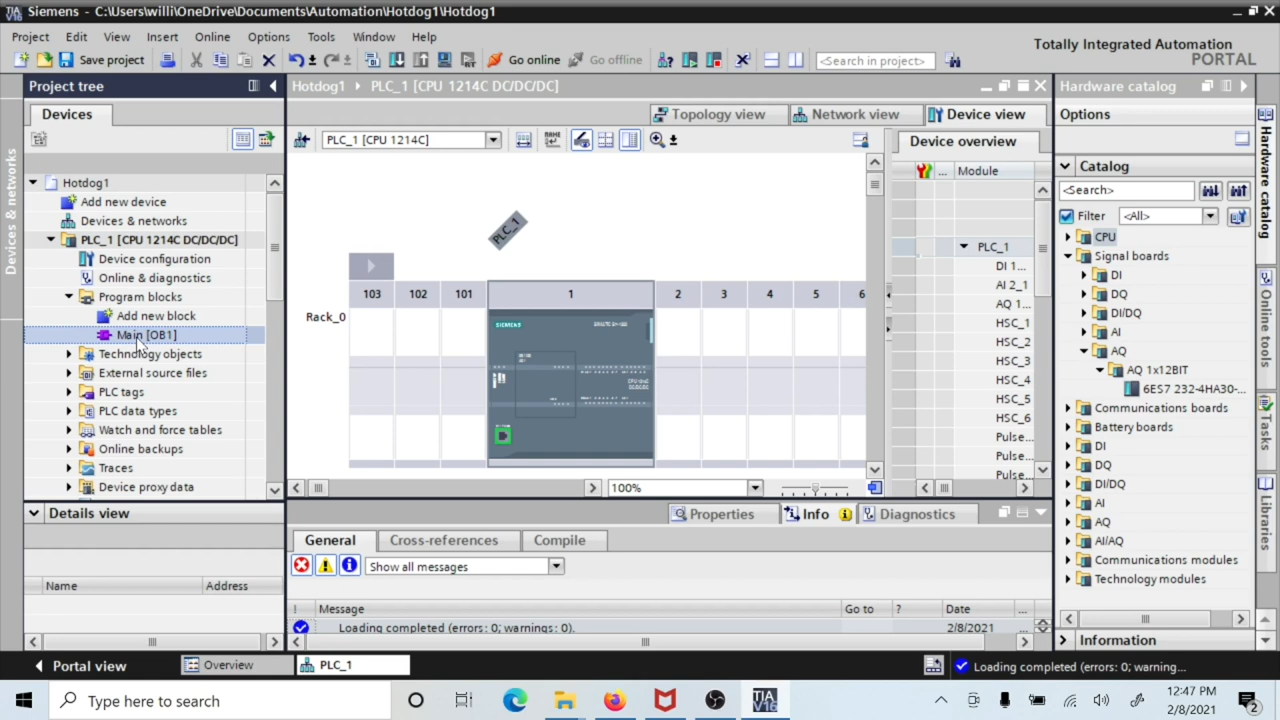 Siemens - C:\Users\willi\OneDrive\Documents\Automation\Hotdog1\Hotdog1
Project Edit View Insert Online Options Tools Window Help
Totally Integrated Automation
PORTAL
Save project
Go online
Go offline
<Search in project>
Project tree
Devices
Devices & networks
Hotdog1
Add new device
Devices & networks
PLC_1 [CPU 1214C DC/DC/DC]
Device configuration
Online & diagnostics
Program blocks
Add new block
Main [OB1]
Technology objects
External source files
PLC tags
PLC data types
Watch and force tables
Online backups
Traces
Device proxy data
Details view
Name Address
Hotdog1 PLC_1 [CPU 1214C DC/DC/DC]
Topology view Network view Device view
PLC_1 [CPU 1214C]
PLC_1
103 102 101 1 2 3 4 5 6
Rack_0
SIEMENS
100%
Device overview
... Module
PLC_1
DI 1...
AI 2_1
AQ 1...
HSC_1
HSC_2
HSC_3
HSC_4
HSC_5
HSC_6
Pulse...
Pulse...
Pulse...
Properties Info Diagnostics
General Cross-references Compile
Show all messages
! Message Go to ? Date ...
Loading completed (errors: 0; warnings: 0). 2/8/2021
Hardware catalog
Options
Catalog
<Search>
Filter <All>
CPU
Signal boards
DI
DQ
DI/DQ
AI
AQ
AQ 1x12BIT
6ES7 232-4HA30-...
Communications boards
Battery boards
DI
DQ
DI/DQ
AI
AQ
AI/AQ
Communications modules
Technology modules
Information
Hardware catalog
Online tools
Tasks
Libraries
Portal view
Overview
PLC_1
Loading completed (errors: 0; warning...
Type here to search
TIA
V16
12:47 PM
2/8/2021
2